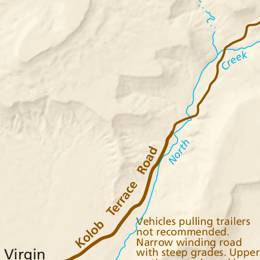 Creek
North
Kolob Terrace Road
Virgin
Vehicles pulling trailers
not recommended.
Narrow winding road
with steep grades. Upper